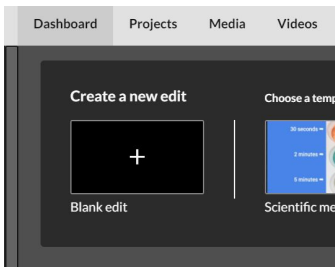 Dashboard Projects Media Videos
Create a new edit
Choose a temp
30 seconds
2 minutes
5 minutes
Blank edit
Scientific me